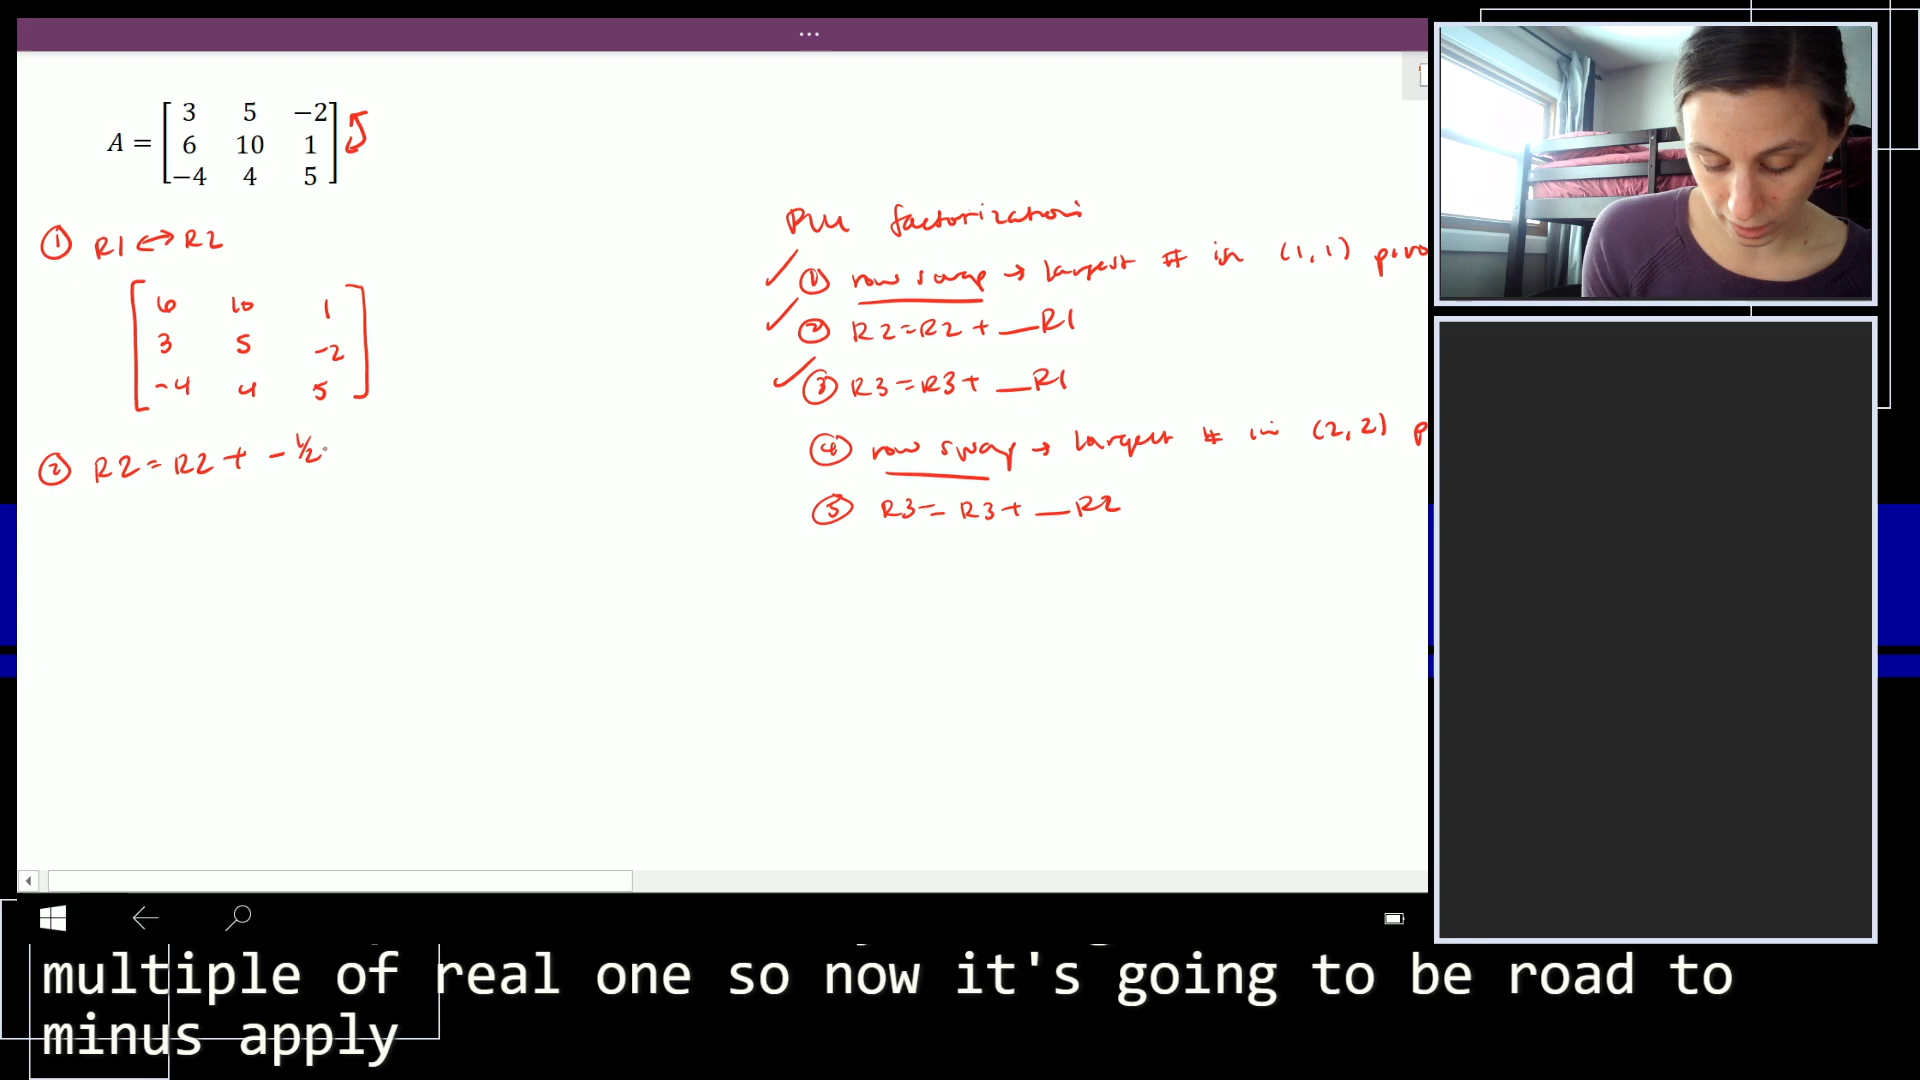 A = [ 3 5 −2
6 10 1
−4 4 5 ]
① R1 ↔ R2
6 10 1
3 5 -2
-4 4 5
② R2 = R2 + - 1/2
PLU factorization
✓ ① row swap → largest # in (1,1)
✓ ② R2 = R2 + __R1
✓ ③ R3 = R3 + __R1
④ row swap → largest # in (2,2) p
⑤ R3 = R3 + __R2
multiple of real one so now it's going to be road to
minus apply